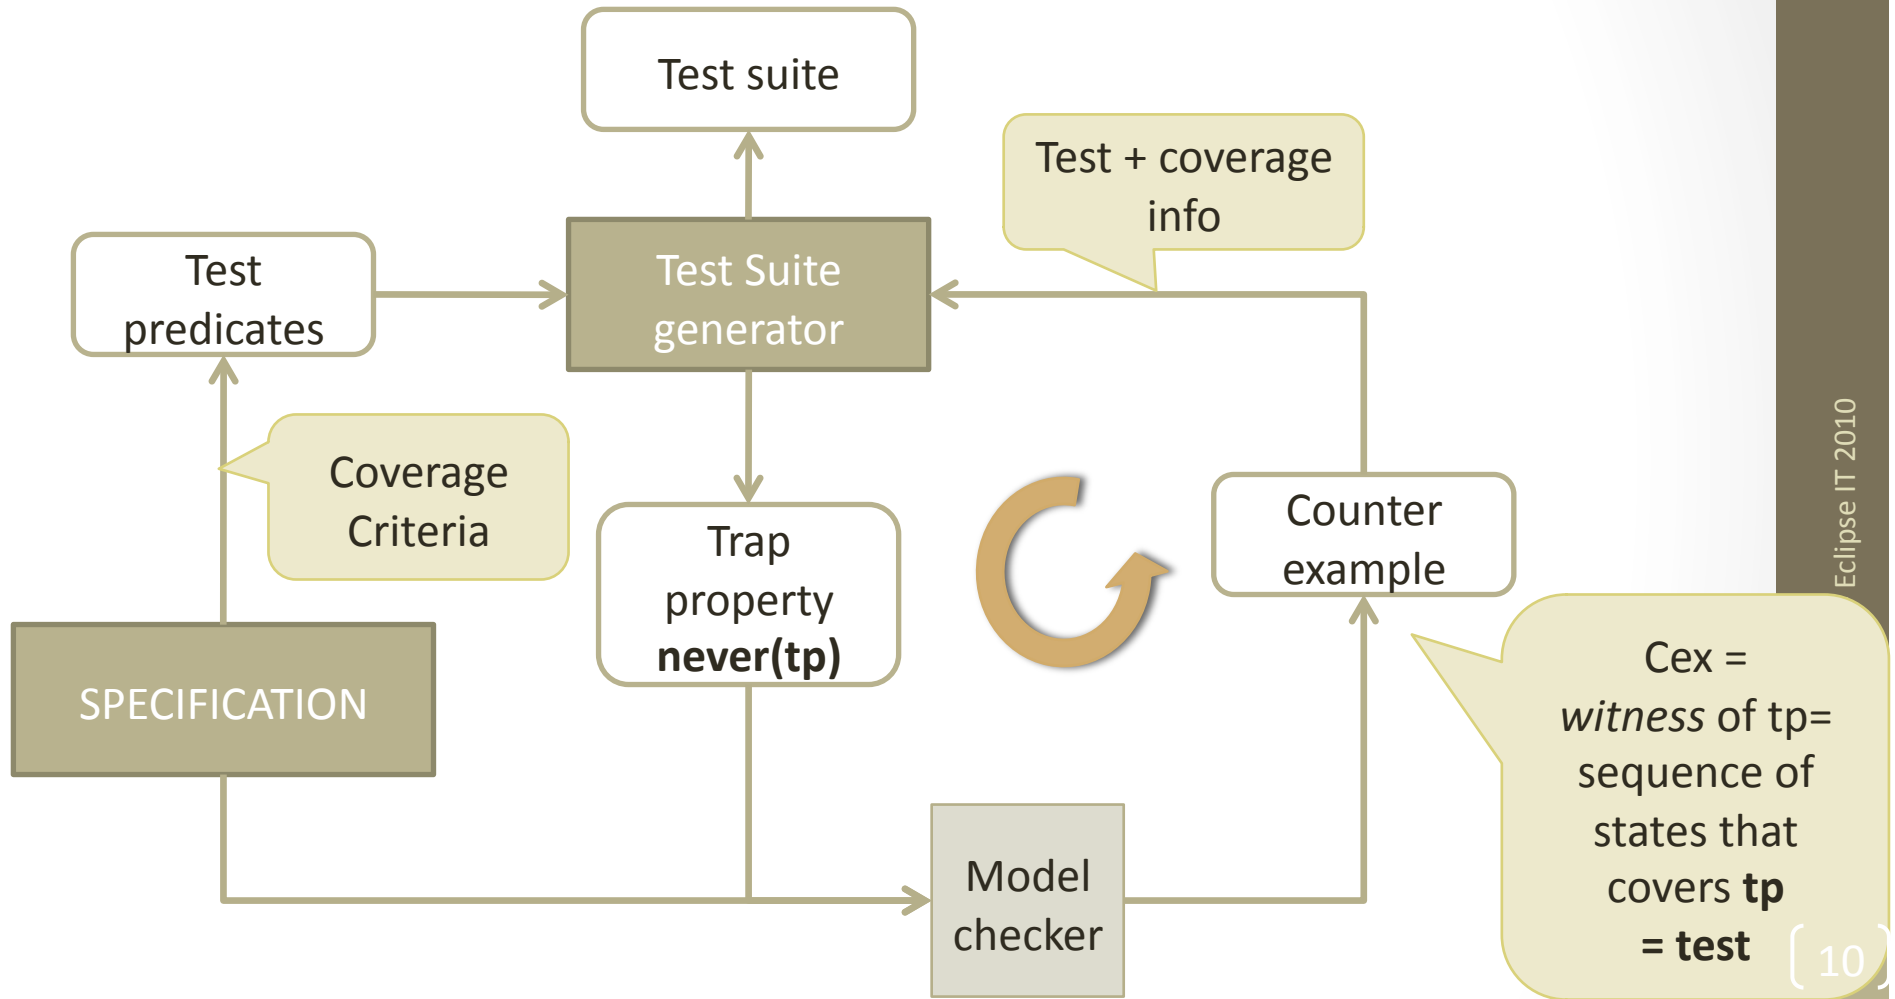 Test suite
Test + coverage
info
Test
predicates
Test Suite
generator
Coverage
Criteria
Trap
property
never(tp)
Counter
example
SPECIFICATION
Model
checker
Cex =
witness of tp=
sequence of
states that
covers tp
= test
Eclipse IT 2010
10